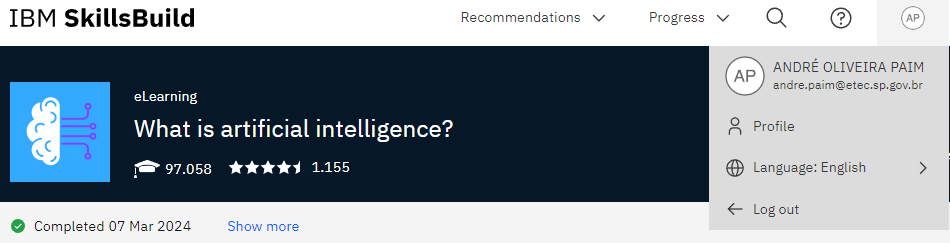 IBM SkillsBuild
Recommendations
Progress
AP
AP
ANDRÉ OLIVEIRA PAIM
andre.paim@etec.sp.gov.br
Profile
Language: English
Log out
eLearning
What is artificial intelligence?
97.058
1.155
Completed 07 Mar 2024
Show more